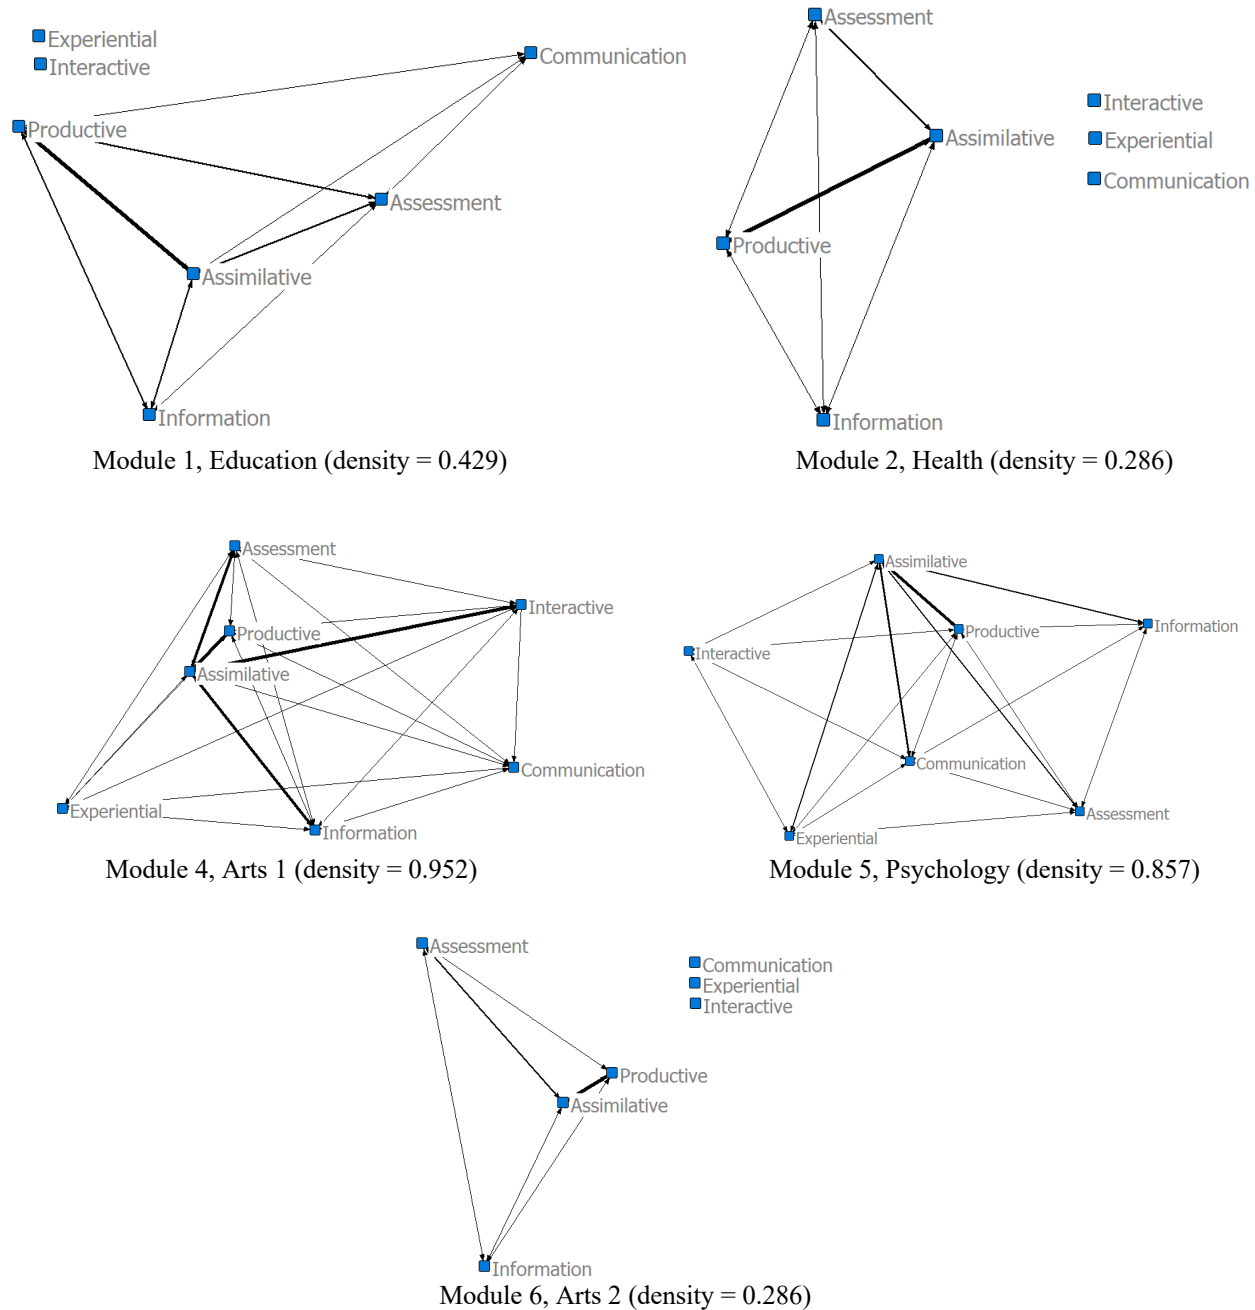 Experiential
Interactive
Communication
Productive
Assessment
Assimilative
Information
Module 1, Education (density = 0.429)
Assessment
Interactive
Assimilative
Experiential
Communication
Productive
Information
Module 2, Health (density = 0.286)
Assessment
Interactive
Productive
Assimilative
Communication
Experiential
Information
Module 4, Arts 1 (density = 0.952)
Assimilative
Information
Productive
Interactive
Communication
Assessment
Experiential
Module 5, Psychology (density = 0.857)
Assessment
Communication
Experiential
Interactive
Productive
Assimilative
Information
Module 6, Arts 2 (density = 0.286)